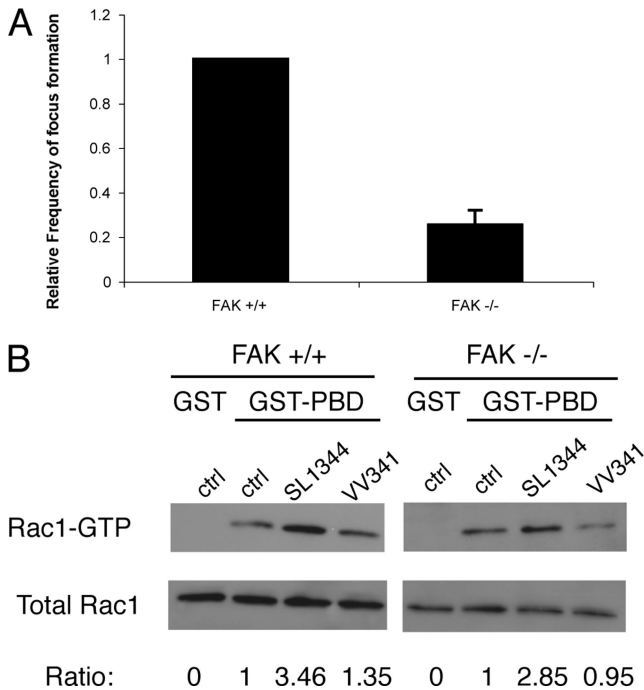 A
Relative Frequency of focus formation
1.2
1
0.8
0.6
0.4
0.2
0
FAK +/+ FAK -/-
B
FAK +/+ FAK -/-
GST GST-PBD GST GST-PBD
ctrl ctrl SL1344 VV341 ctrl ctrl SL1344 VV341
Rac1-GTP
Total Rac1
Ratio: 0 1 3.46 1.35 0 1 2.85 0.95